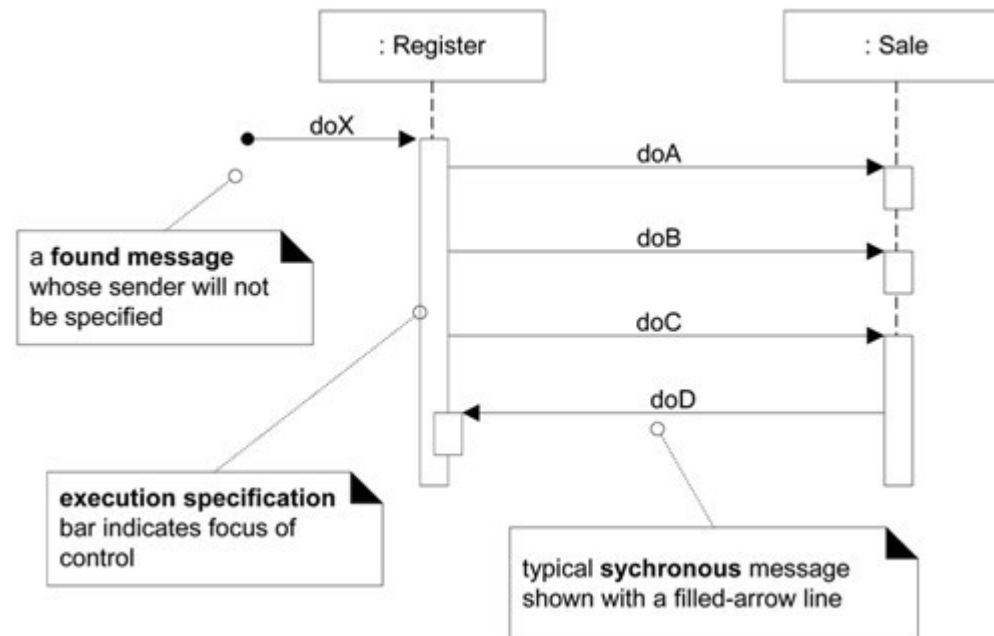 : Register
: Sale
doX
doA
a found message
whose sender will not
be specified
doB
doC
doD
execution specification
bar indicates focus of
control
typical sychronous message
shown with a filled-arrow line